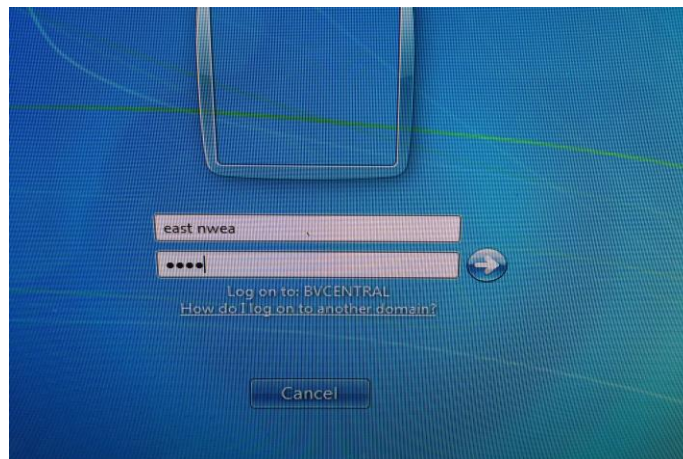 east nwea
••••
Log on to: BVCENTRAL
How do I log on to another domain?
Cancel